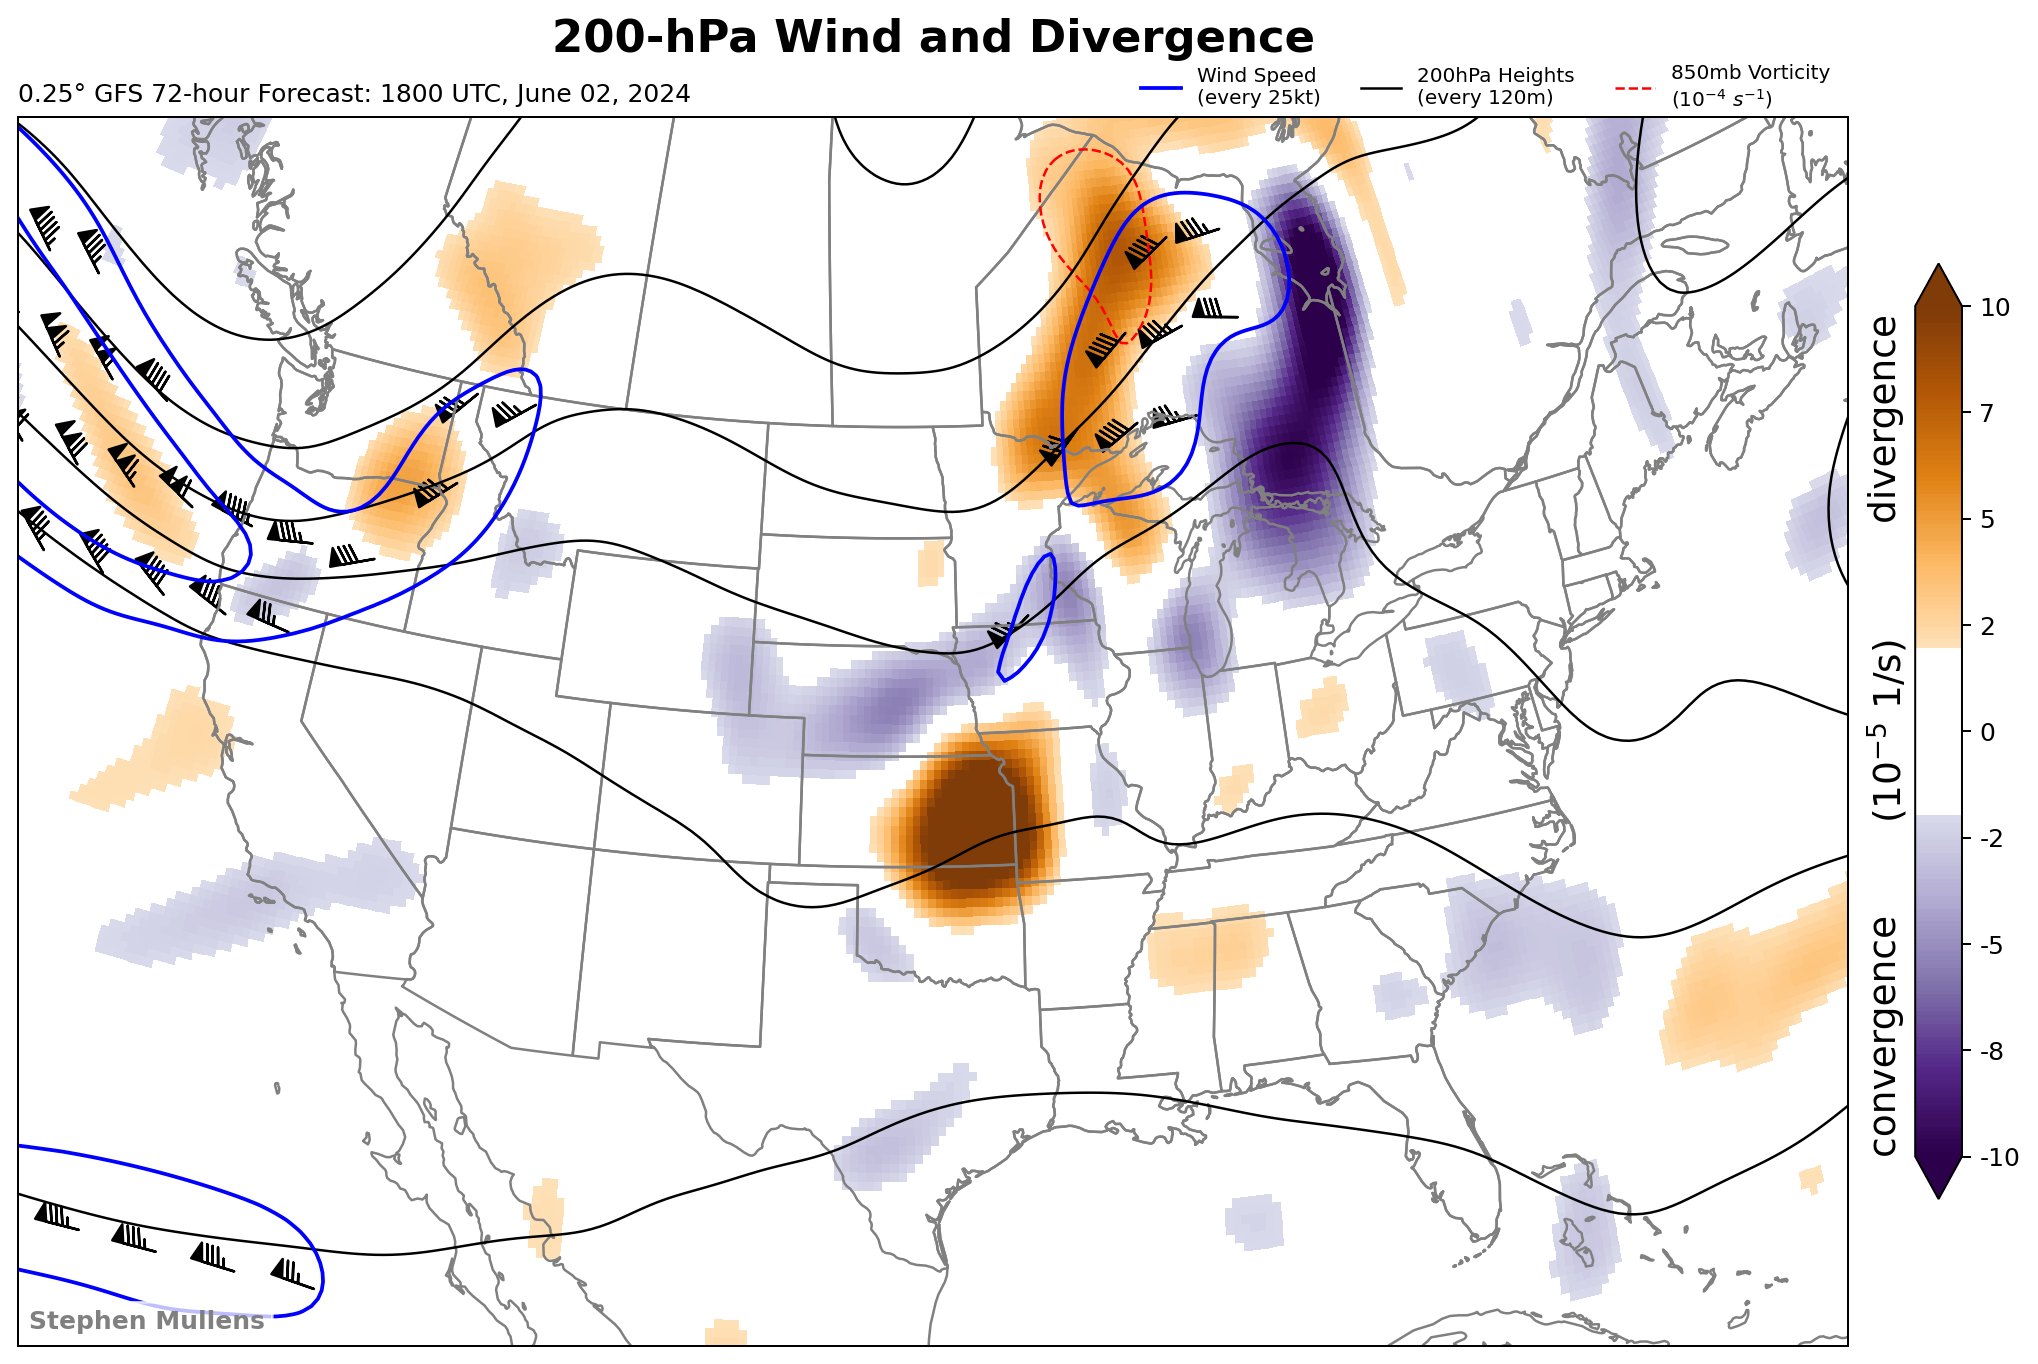 200-hPa Wind and Divergence
0.25° GFS 72-hour Forecast: 1800 UTC, June 02, 2024
Wind Speed
(every 25kt)
200hPa Heights
(every 120m)
850mb Vorticity
(10⁻⁴ s⁻¹)
10
7
5
2
0
-2
-5
-8
-10
convergence (10⁻⁵ 1/s) divergence
Stephen Mullens